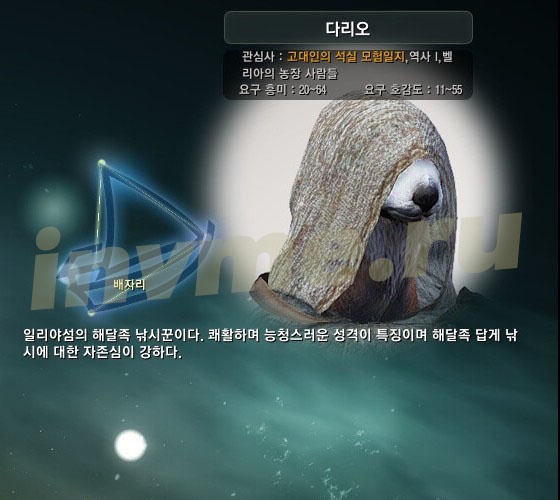 다리오
관심사 : 고대인의 석실 모험일지,역사 I,벨
리아의 농장 사람들
요구 흥미 : 20~64 요구 호감도 : 11~55
배자리
일리야섬의 해달족 낚시꾼이다. 쾌활하며 능청스러운 성격이 특징이며 해달족 답게 낚
시에 대한 자존심이 강하다.